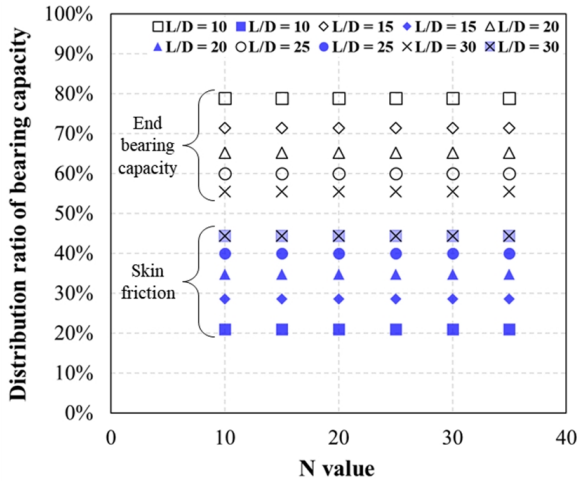 L/D = 10 L/D = 10 L/D = 15 L/D = 15 L/D = 20
L/D = 20 L/D = 25 L/D = 25 L/D = 30 L/D = 30
Distribution ratio of bearing capacity
100%
90%
80%
70%
60%
50%
40%
30%
20%
10%
0%
End
bearing
capacity
Skin
friction
0 10 20 30 40
N value